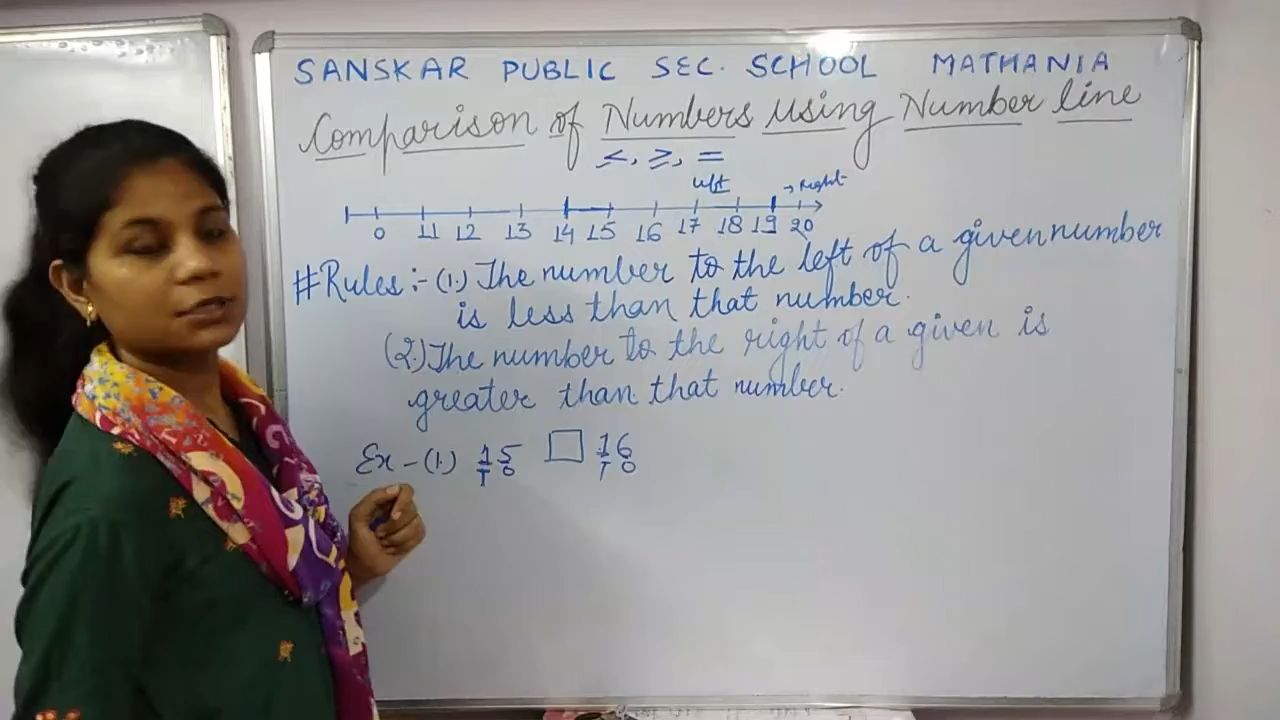 SANSKAR PUBLIC SEC. SCHOOL MATHANIA
Comparison of Numbers using Number line
<, >, =
left → Right
0 11 12 13 14 15 16 17 18 19 20
#Rules :- (1.) The number to the left of a given number
is less than that number.
(2.) The number to the right of a given is
greater than that number.
Ex - (1.) 15 □ 16
T O T O